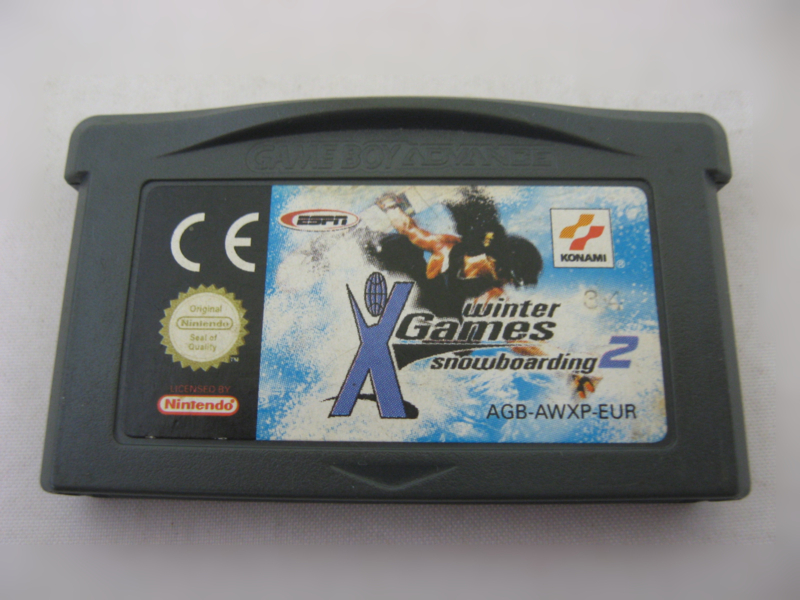 GAME BOY ADVANCE
CE
ESPN
KONAMI
Original
Nintendo
Seal of
Quality
TM
34
X
winter
Games
snowboarding 2
LICENSED BY
Nintendo
AGB-AWXP-EUR